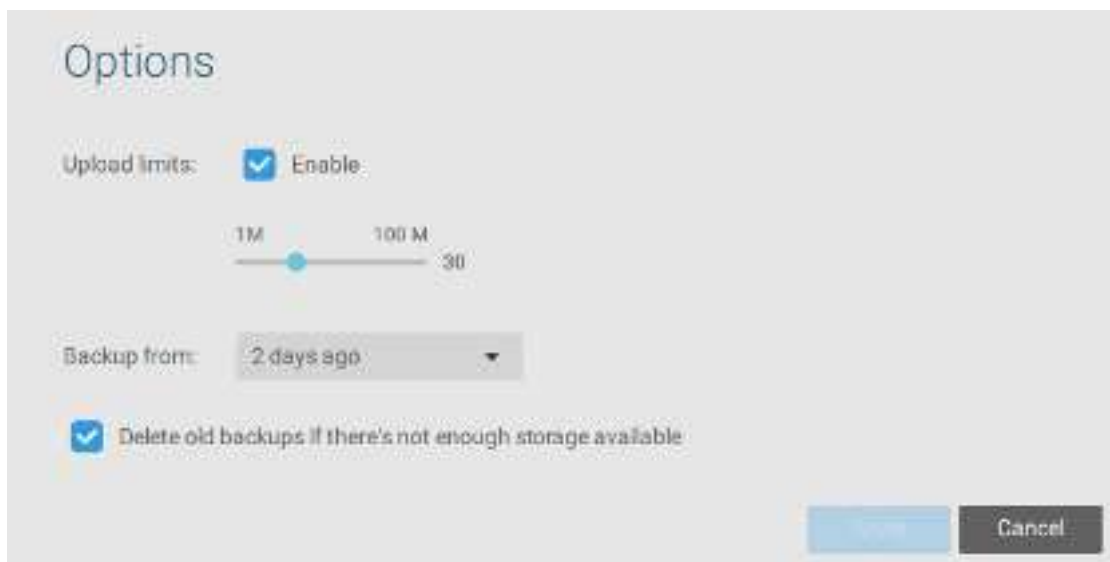 Options
Upload limits: Enable
1M 100 M
30
Backup from: 2 days ago
Delete old backups if there's not enough storage available
Cancel